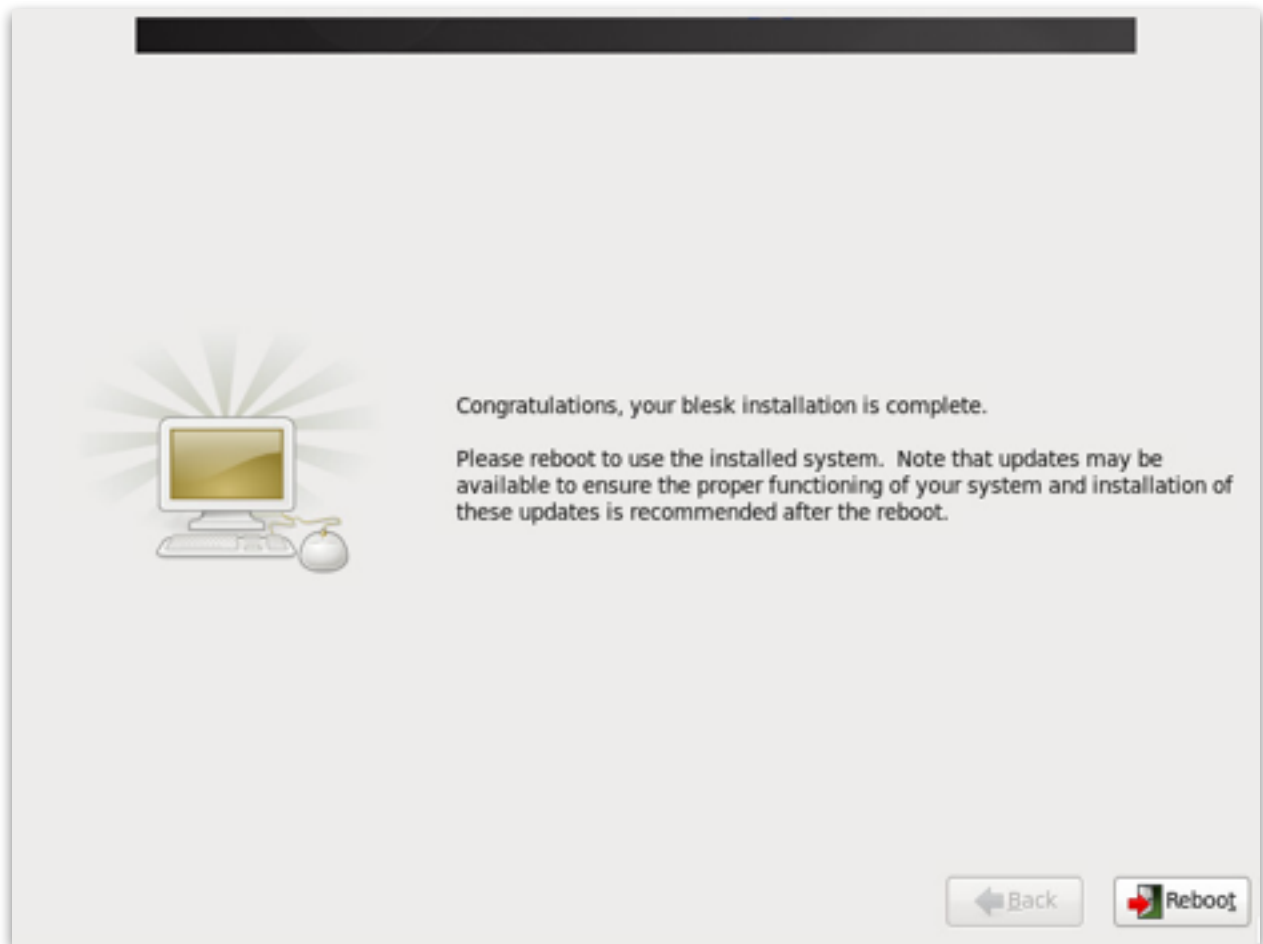 Congratulations, your blesk installation is complete.
Please reboot to use the installed system.  Note that updates may be
available to ensure the proper functioning of your system and installation of
these updates is recommended after the reboot.
Back
Reboot